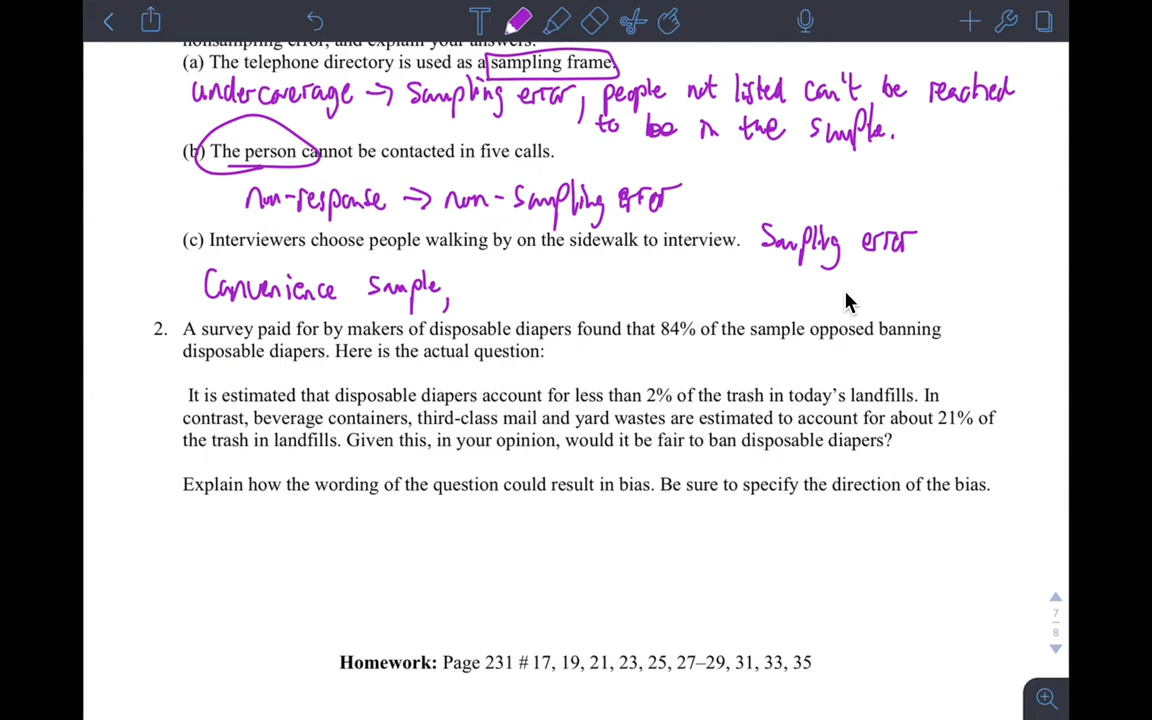 nonsampling error, and explain your answers.
(a) The telephone directory is used as a sampling frame.
undercoverage → sampling error, people not listed can't be reached
to be in the sample.
(b) The person cannot be contacted in five calls.
non-response → non-sampling error
(c) Interviewers choose people walking by on the sidewalk to interview. Sampling error
Convenience sample,
2. A survey paid for by makers of disposable diapers found that 84% of the sample opposed banning
disposable diapers. Here is the actual question:
It is estimated that disposable diapers account for less than 2% of the trash in today's landfills. In
contrast, beverage containers, third-class mail and yard wastes are estimated to account for about 21% of
the trash in landfills. Given this, in your opinion, would it be fair to ban disposable diapers?
Explain how the wording of the question could result in bias. Be sure to specify the direction of the bias.
7
8
Homework: Page 231 # 17, 19, 21, 23, 25, 27–29, 31, 33, 35